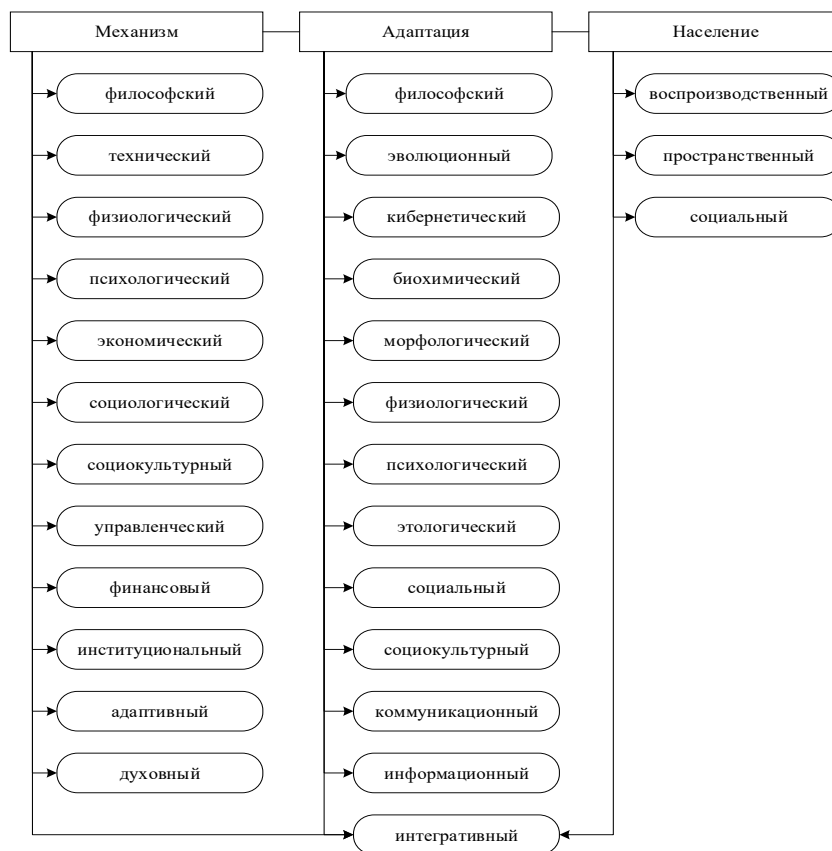 Механизм
Адаптация
Население
философский
философский
воспроизводственный
технический
эволюционный
пространственный
физиологический
кибернетический
социальный
психологический
биохимический
экономический
морфологический
социологический
физиологический
социокультурный
психологический
управленческий
этологический
финансовый
социальный
институциональный
социокультурный
адаптивный
коммуникационный
духовный
информационный
интегративный